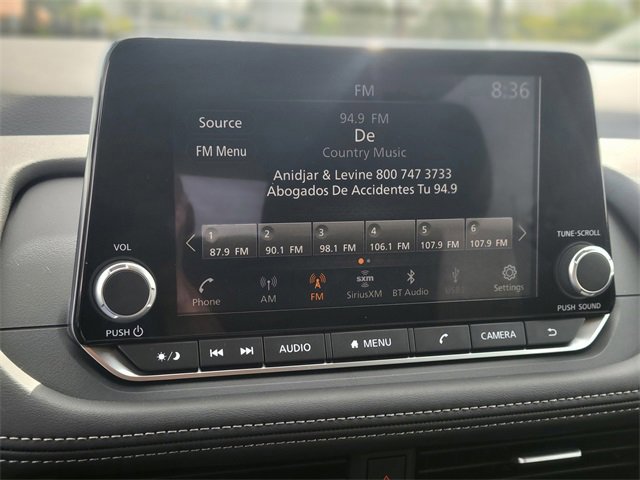 FM
8:36
Source
94.9 FM
De
FM Menu
Country Music
Anidjar & Levine 800 747 3733
Abogados De Accidentes Tu 94.9
1 2 3 4 5 6
87.9 FM 90.1 FM 98.1 FM 106.1 FM 107.9 FM 107.9 FM
VOL
TUNE-SCROLL
sxm
Phone AM FM SiriusXM BT Audio USB Settings
PUSH
PUSH SOUND
AUDIO MENU CAMERA